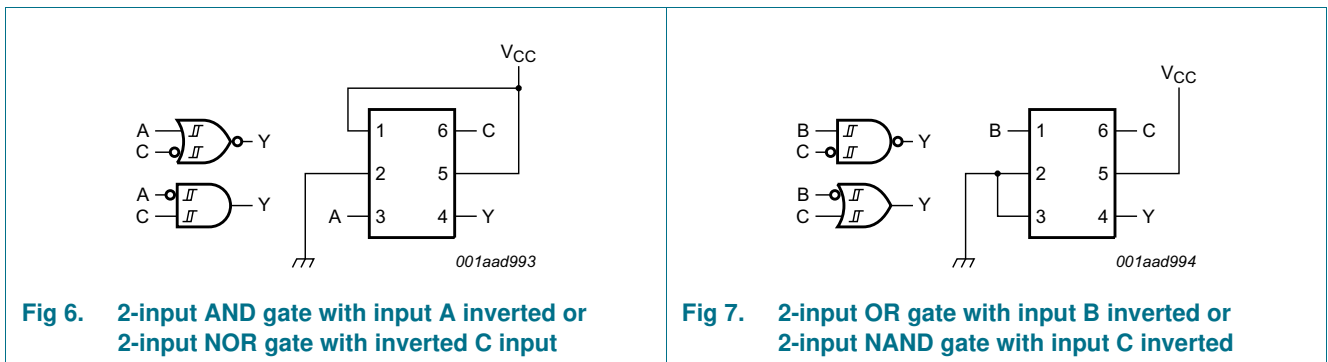 VCC
A
C
Y
A
C
Y
1
2
3
6
5
4
C
A
Y
001aad993
Fig 6. 2-input AND gate with input A inverted or
2-input NOR gate with inverted C input
VCC
B
C
Y
B
C
Y
B
1
2
3
6
5
4
C
Y
001aad994
Fig 7. 2-input OR gate with input B inverted or
2-input NAND gate with input C inverted